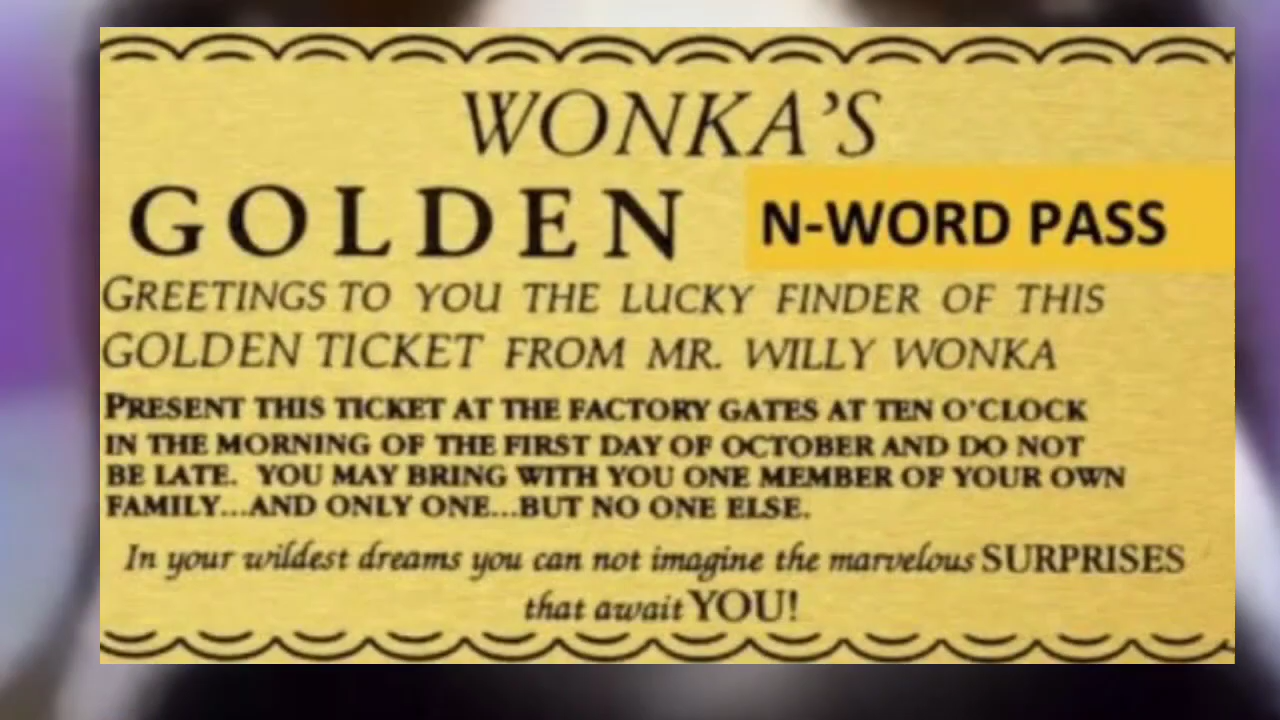 WONKA'S
GOLDEN N-WORD PASS
GREETINGS TO YOU THE LUCKY FINDER OF THIS
GOLDEN TICKET FROM MR. WILLY WONKA
PRESENT THIS TICKET AT THE FACTORY GATES AT TEN O'CLOCK
IN THE MORNING OF THE FIRST DAY OF OCTOBER AND DO NOT
BE LATE. YOU MAY BRING WITH YOU ONE MEMBER OF YOUR OWN
FAMILY...AND ONLY ONE...BUT NO ONE ELSE.
In your wildest dreams you can not imagine the marvelous SURPRISES
that await YOU!